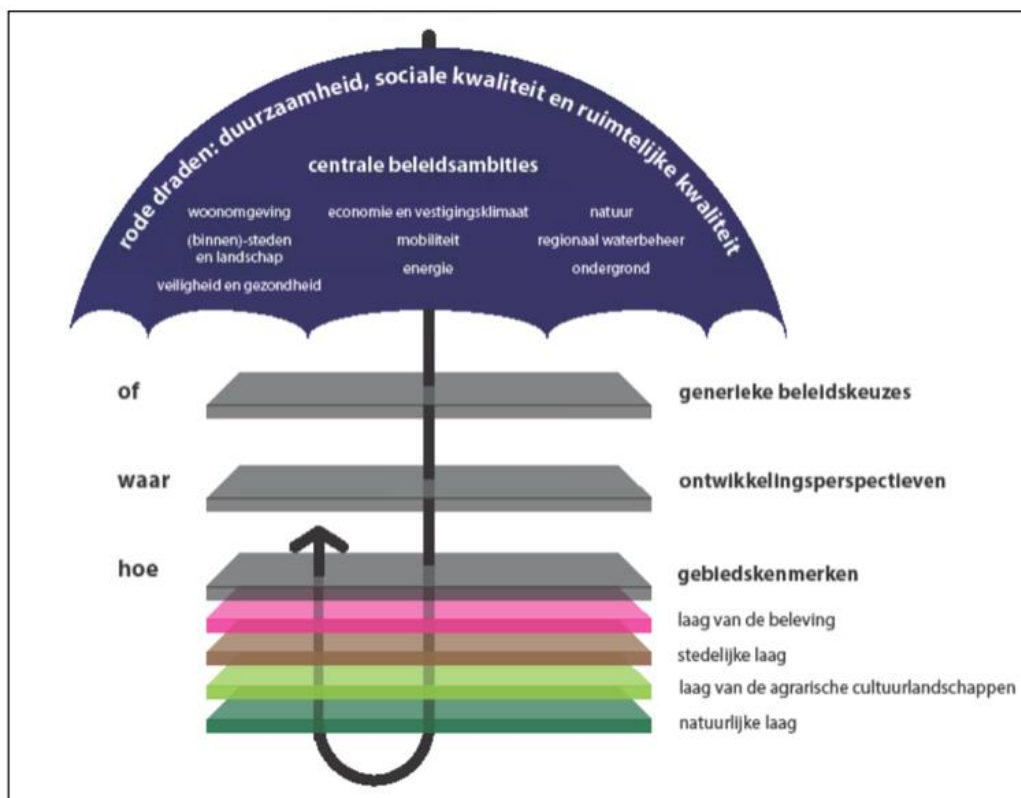 rode draden: duurzaamheid, sociale kwaliteit en ruimtelijke kwaliteit
centrale beleidsambities
woonomgeving
(binnen)-steden
en landschap
veiligheid en gezondheid
economie en vestigingsklimaat
mobiliteit
energie
natuur
regionaal waterbeheer
ondergrond
of
generieke beleidskeuzes
waar
ontwikkelingsperspectieven
hoe
gebiedskenmerken
laag van de beleving
stedelijke laag
laag van de agrarische cultuurlandschappen
natuurlijke laag